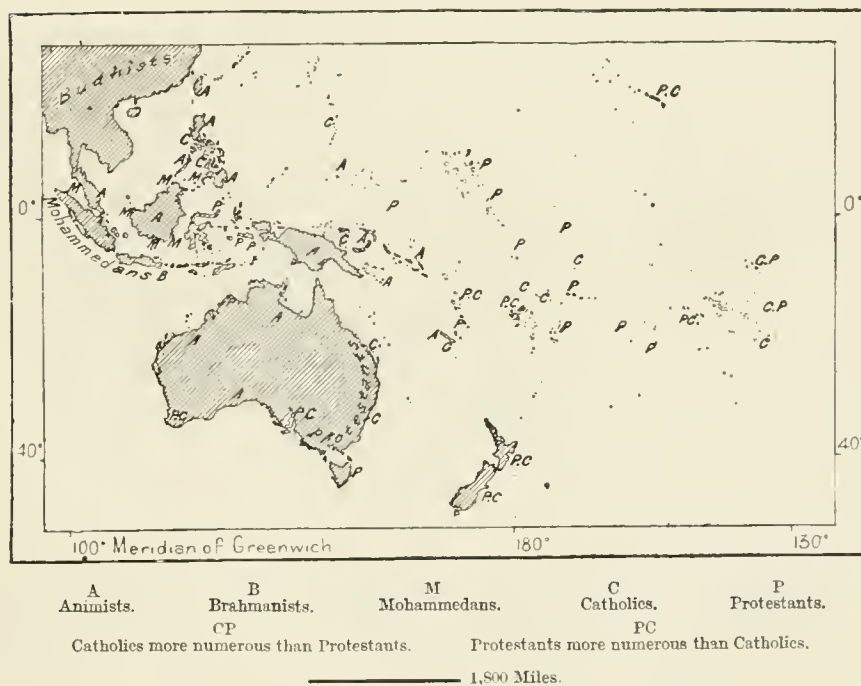 Budhists
A
P.C
A
C
C
A
A
P
M
M
P
M
A
A
M
P
0°
A
P
0°
M
M
P
P
C
A
A
P
Mohammedans
B
A
C
C.P
P.C
P.C
C
C
P
C.P
A
A
P
P
P
P.C
A
C
C
P
C
Protestants
P.C
A
P.C
C
A
40°
P
P.C
40°
P.C
100° Meridian of Greenwich
180°
130°
A
B
M
C
P
Animists.
Brahmanists.
Mohammedans.
Catholics.
Protestants.
CP
PC
Catholics more numerous than Protestants.
Protestants more numerous than Catholics.
1,800 Miles.